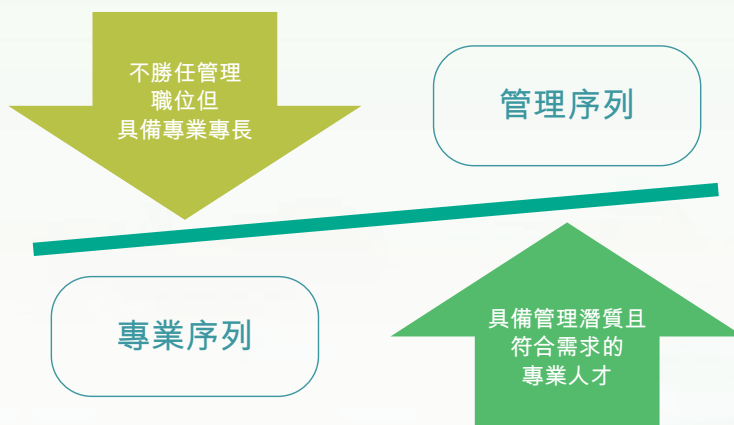 不勝任管理
職位但
具備專業專長
管理序列
專業序列
具備管理潛質且
符合需求的
專業人才